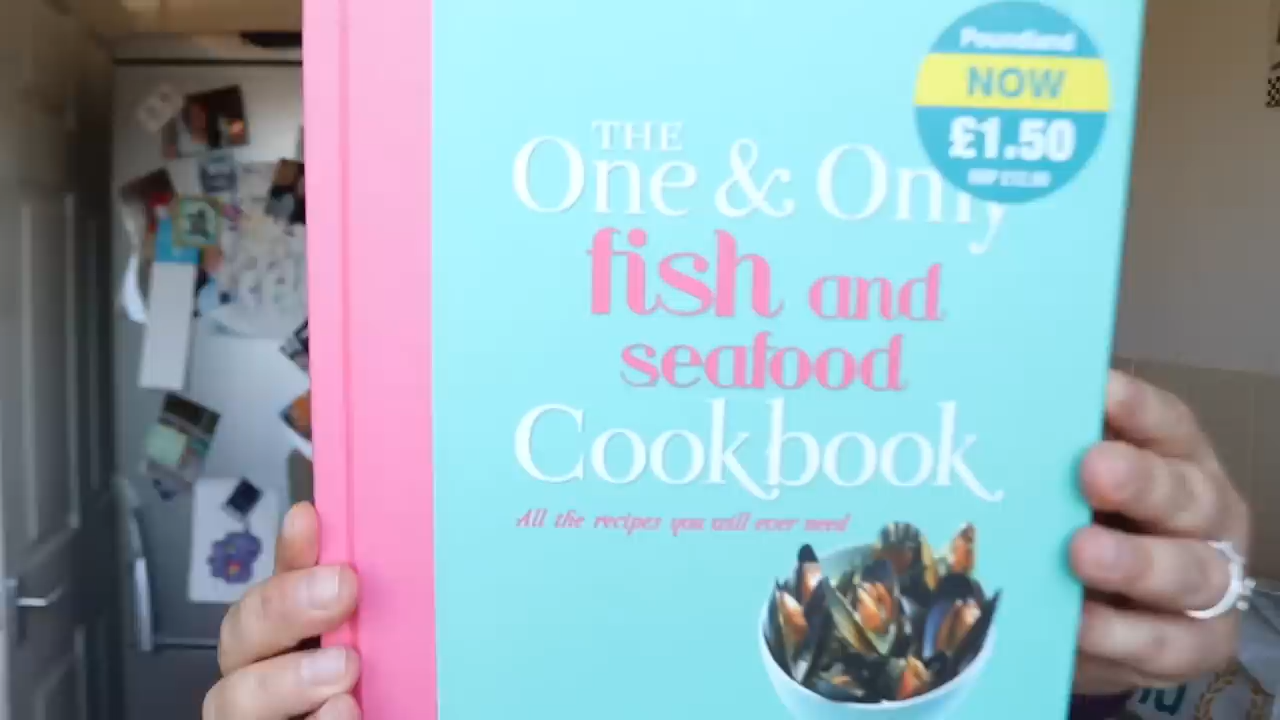 Poundland
NOW
£1.50
THE
One & Only
fish and
seafood
Cookbook
All the recipes you will ever need